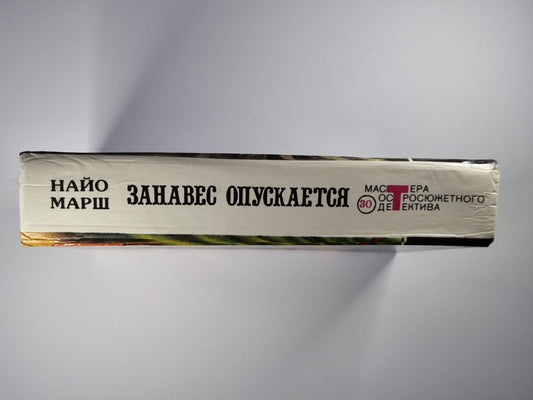 НАЙО
МАРШ
ЗАНАВЕС ОПУСКАЕТСЯ
30
МАСТЕРА
ОСТРОСЮЖЕТНОГО
ДЕТЕКТИВА